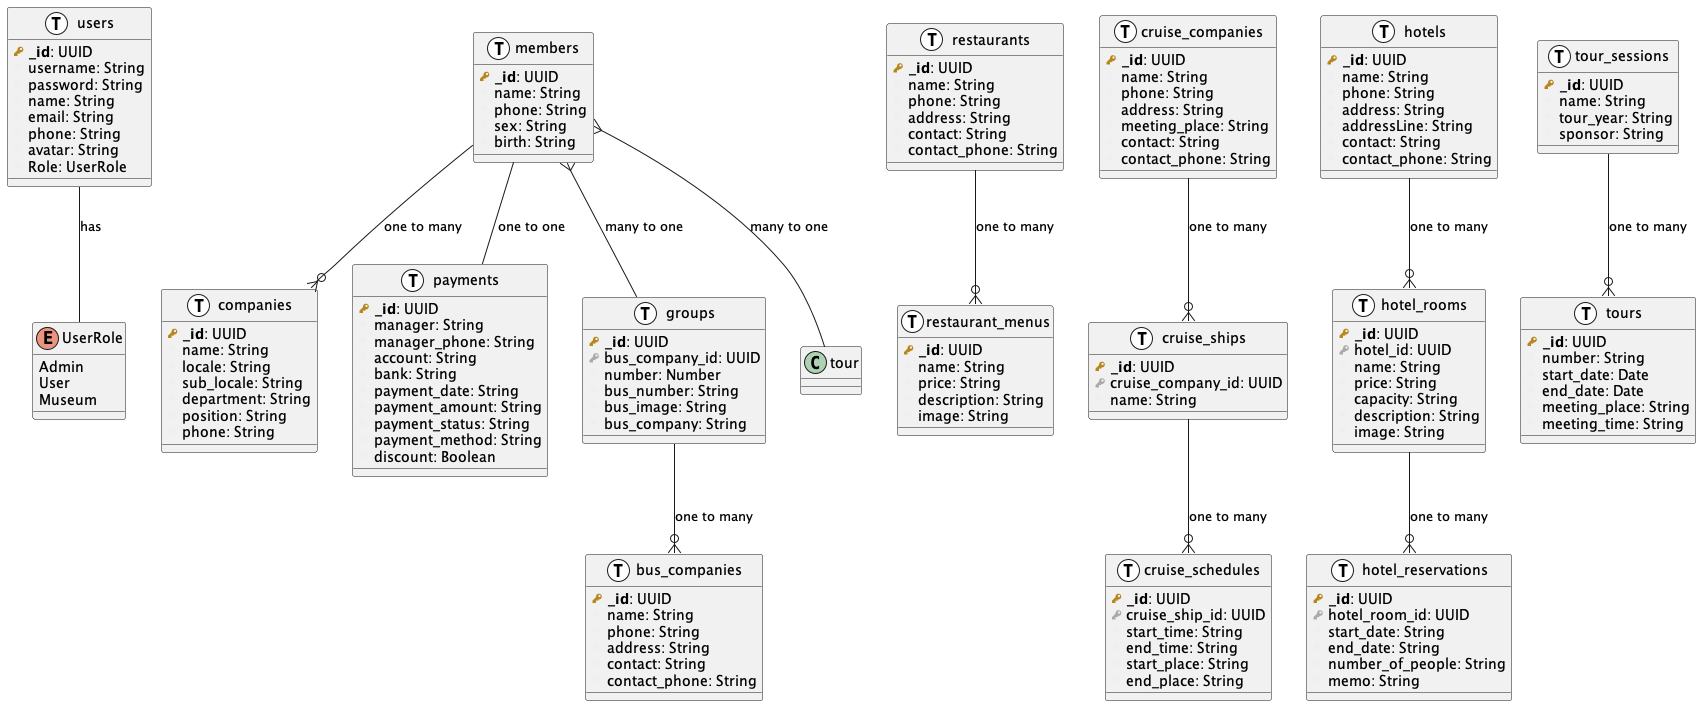 T users
_id: UUID
username: String
password: String
name: String
email: String
phone: String
avatar: String
Role: UserRole
has
E UserRole
Admin
User
Museum
T members
_id: UUID
name: String
phone: String
sex: String
birth: String
one to many
one to one
many to one
many to one
T companies
_id: UUID
name: String
locale: String
sub_locale: String
department: String
position: String
phone: String
T payments
_id: UUID
manager: String
manager_phone: String
account: String
bank: String
payment_date: String
payment_amount: String
payment_status: String
payment_method: String
discount: Boolean
T groups
_id: UUID
bus_company_id: UUID
number: Number
bus_number: String
bus_image: String
bus_company: String
C tour
one to many
T bus_companies
_id: UUID
name: String
phone: String
address: String
contact: String
contact_phone: String
T restaurants
_id: UUID
name: String
phone: String
address: String
contact: String
contact_phone: String
one to many
T restaurant_menus
_id: UUID
name: String
price: String
description: String
image: String
T cruise_companies
_id: UUID
name: String
phone: String
address: String
meeting_place: String
contact: String
contact_phone: String
one to many
T cruise_ships
_id: UUID
cruise_company_id: UUID
name: String
one to many
T cruise_schedules
_id: UUID
cruise_ship_id: UUID
start_time: String
end_time: String
start_place: String
end_place: String
T hotels
_id: UUID
name: String
phone: String
address: String
addressLine: String
contact: String
contact_phone: String
one to many
T hotel_rooms
_id: UUID
hotel_id: UUID
name: String
price: String
capacity: String
description: String
image: String
one to many
T hotel_reservations
_id: UUID
hotel_room_id: UUID
start_date: String
end_date: String
number_of_people: String
memo: String
T tour_sessions
_id: UUID
name: String
tour_year: String
sponsor: String
one to many
T tours
_id: UUID
number: String
start_date: Date
end_date: Date
meeting_place: String
meeting_time: String